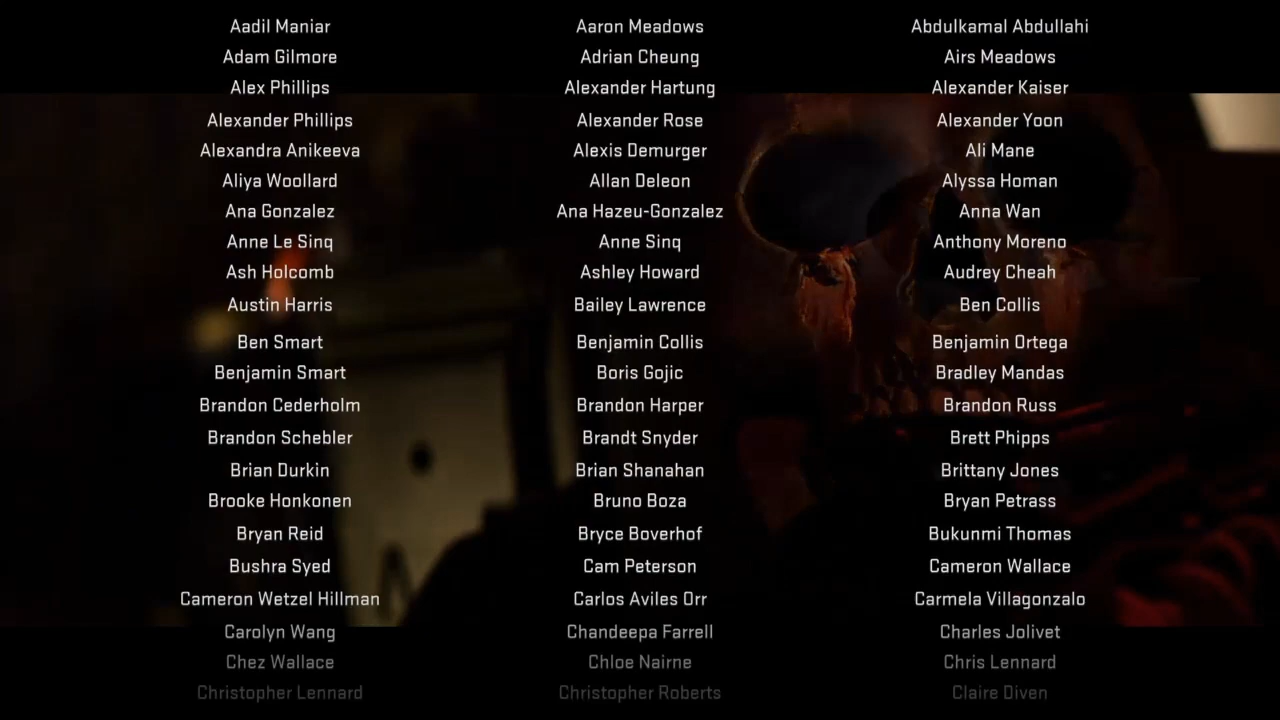 Aadil Maniar Aaron Meadows Abdulkamal Abdullahi
Adam Gilmore Adrian Cheung Airs Meadows
Alex Phillips Alexander Hartung Alexander Kaiser
Alexander Phillips Alexander Rose Alexander Yoon
Alexandra Anikeeva Alexis Demurger Ali Mane
Aliya Woollard Allan Deleon Alyssa Homan
Ana Gonzalez Ana Hazeu-Gonzalez Anna Wan
Anne Le Sinq Anne Sinq Anthony Moreno
Ash Holcomb Ashley Howard Audrey Cheah
Austin Harris Bailey Lawrence Ben Collis
Ben Smart Benjamin Collis Benjamin Ortega
Benjamin Smart Boris Gojic Bradley Mandas
Brandon Cederholm Brandon Harper Brandon Russ
Brandon Schebler Brandt Snyder Brett Phipps
Brian Durkin Brian Shanahan Brittany Jones
Brooke Honkonen Bruno Boza Bryan Petrass
Bryan Reid Bryce Boverhof Bukunmi Thomas
Bushra Syed Cam Peterson Cameron Wallace
Cameron Wetzel Hillman Carlos Aviles Orr Carmela Villagonzalo
Carolyn Wang Chandeepa Farrell Charles Jolivet
Chez Wallace Chloe Nairne Chris Lennard
Christopher Lennard Christopher Roberts Claire Diven